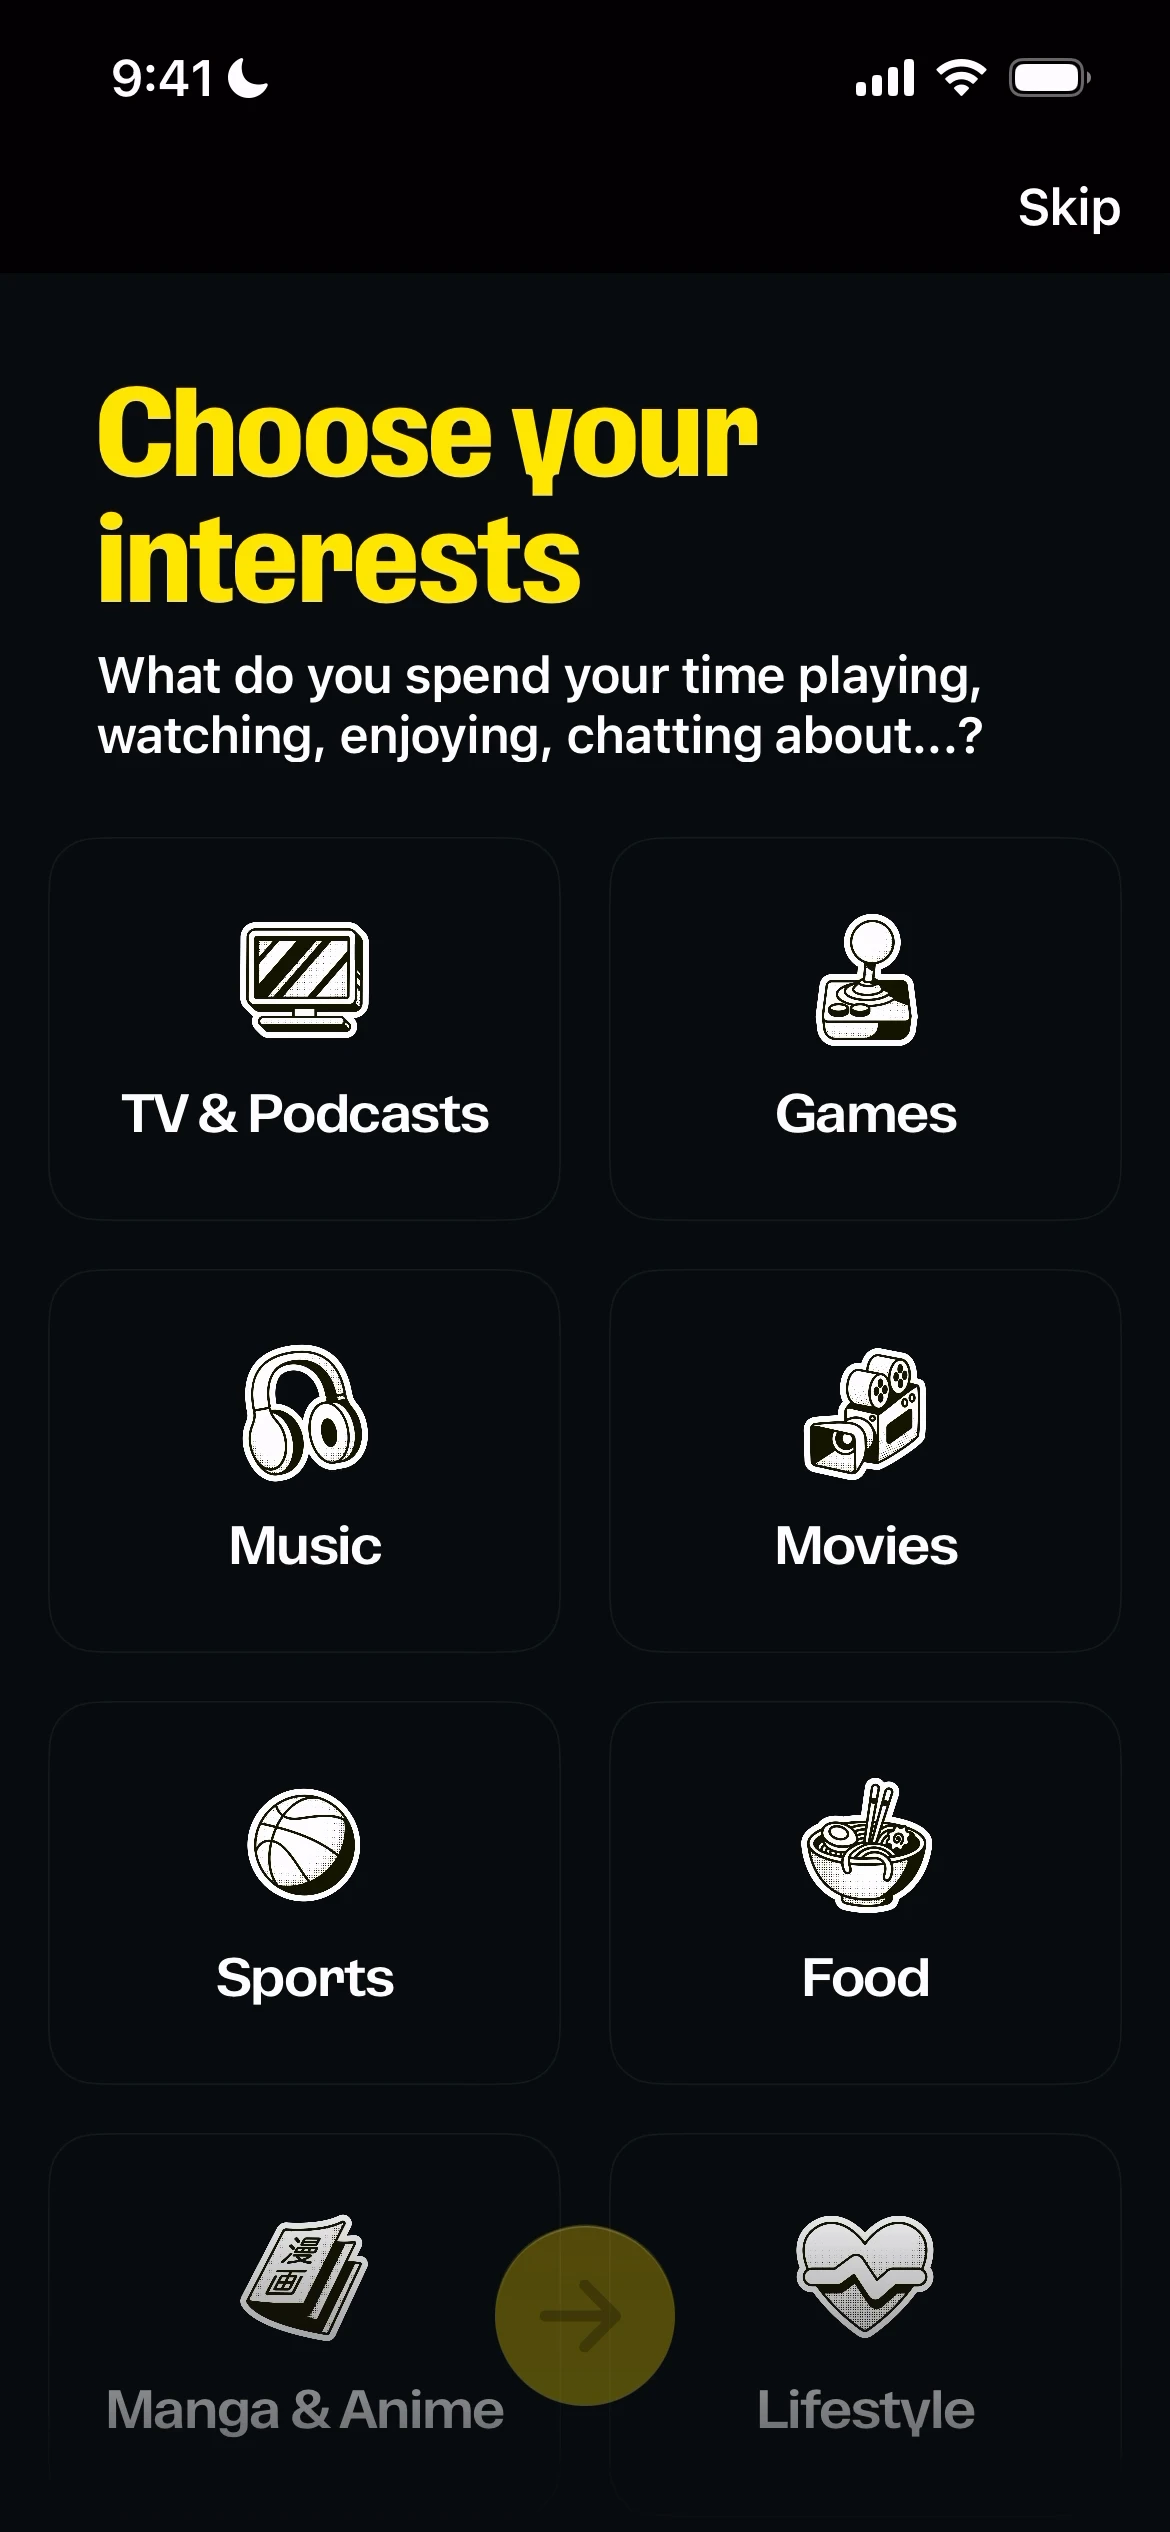 9:41
Skip
Choose your
interests
What do you spend your time playing,
watching, enjoying, chatting about...?
TV & Podcasts
Games
Music
Movies
Sports
Food
漫
画
Manga & Anime
Lifestyle